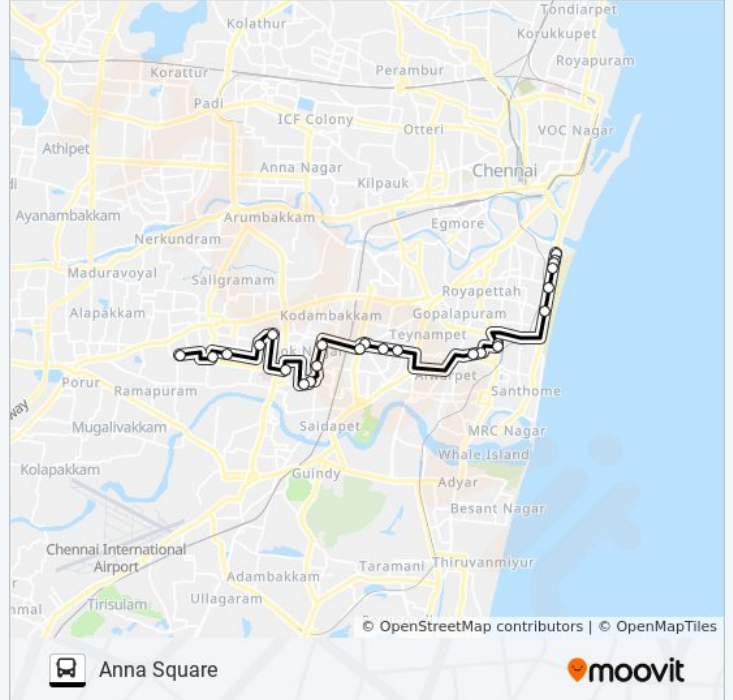 Tondiarpet
Kolathur
Korukkupet
Royapuram
Korattur
Perambur
Padi
ICF Colony
Otteri
VOC Nagar
Athipet
Anna Nagar
Chennai
Kilpauk
Ayanambakkam
Arumbakkam
Egmore
Nerkundram
Maduravoyal
Saligramam
Royapettah
Alapakkam
Kodambakkam
Gopalapuram
Teynampet
Porur
Ramapuram
Alwarpet
Santhome
way
Mugalivakkam
Saidapet
MRC Nagar
Kolapakkam
Whale Island
Guindy
Adyar
Besant Nagar
Chennai International
Airport
Taramani
Thiruvanmiyur
Adambakkam
Tirisulam
Ullagaram
© OpenStreetMap contributors | © OpenMapTiles
Anna Square
moovit